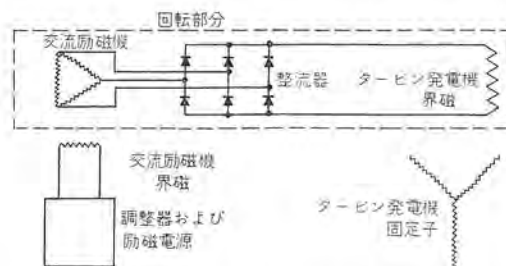 回転部分
交流励磁機
整流器
タービン発電機
界磁
交流励磁機
界磁
調整器および
励磁電源
タービン発電機
固定子